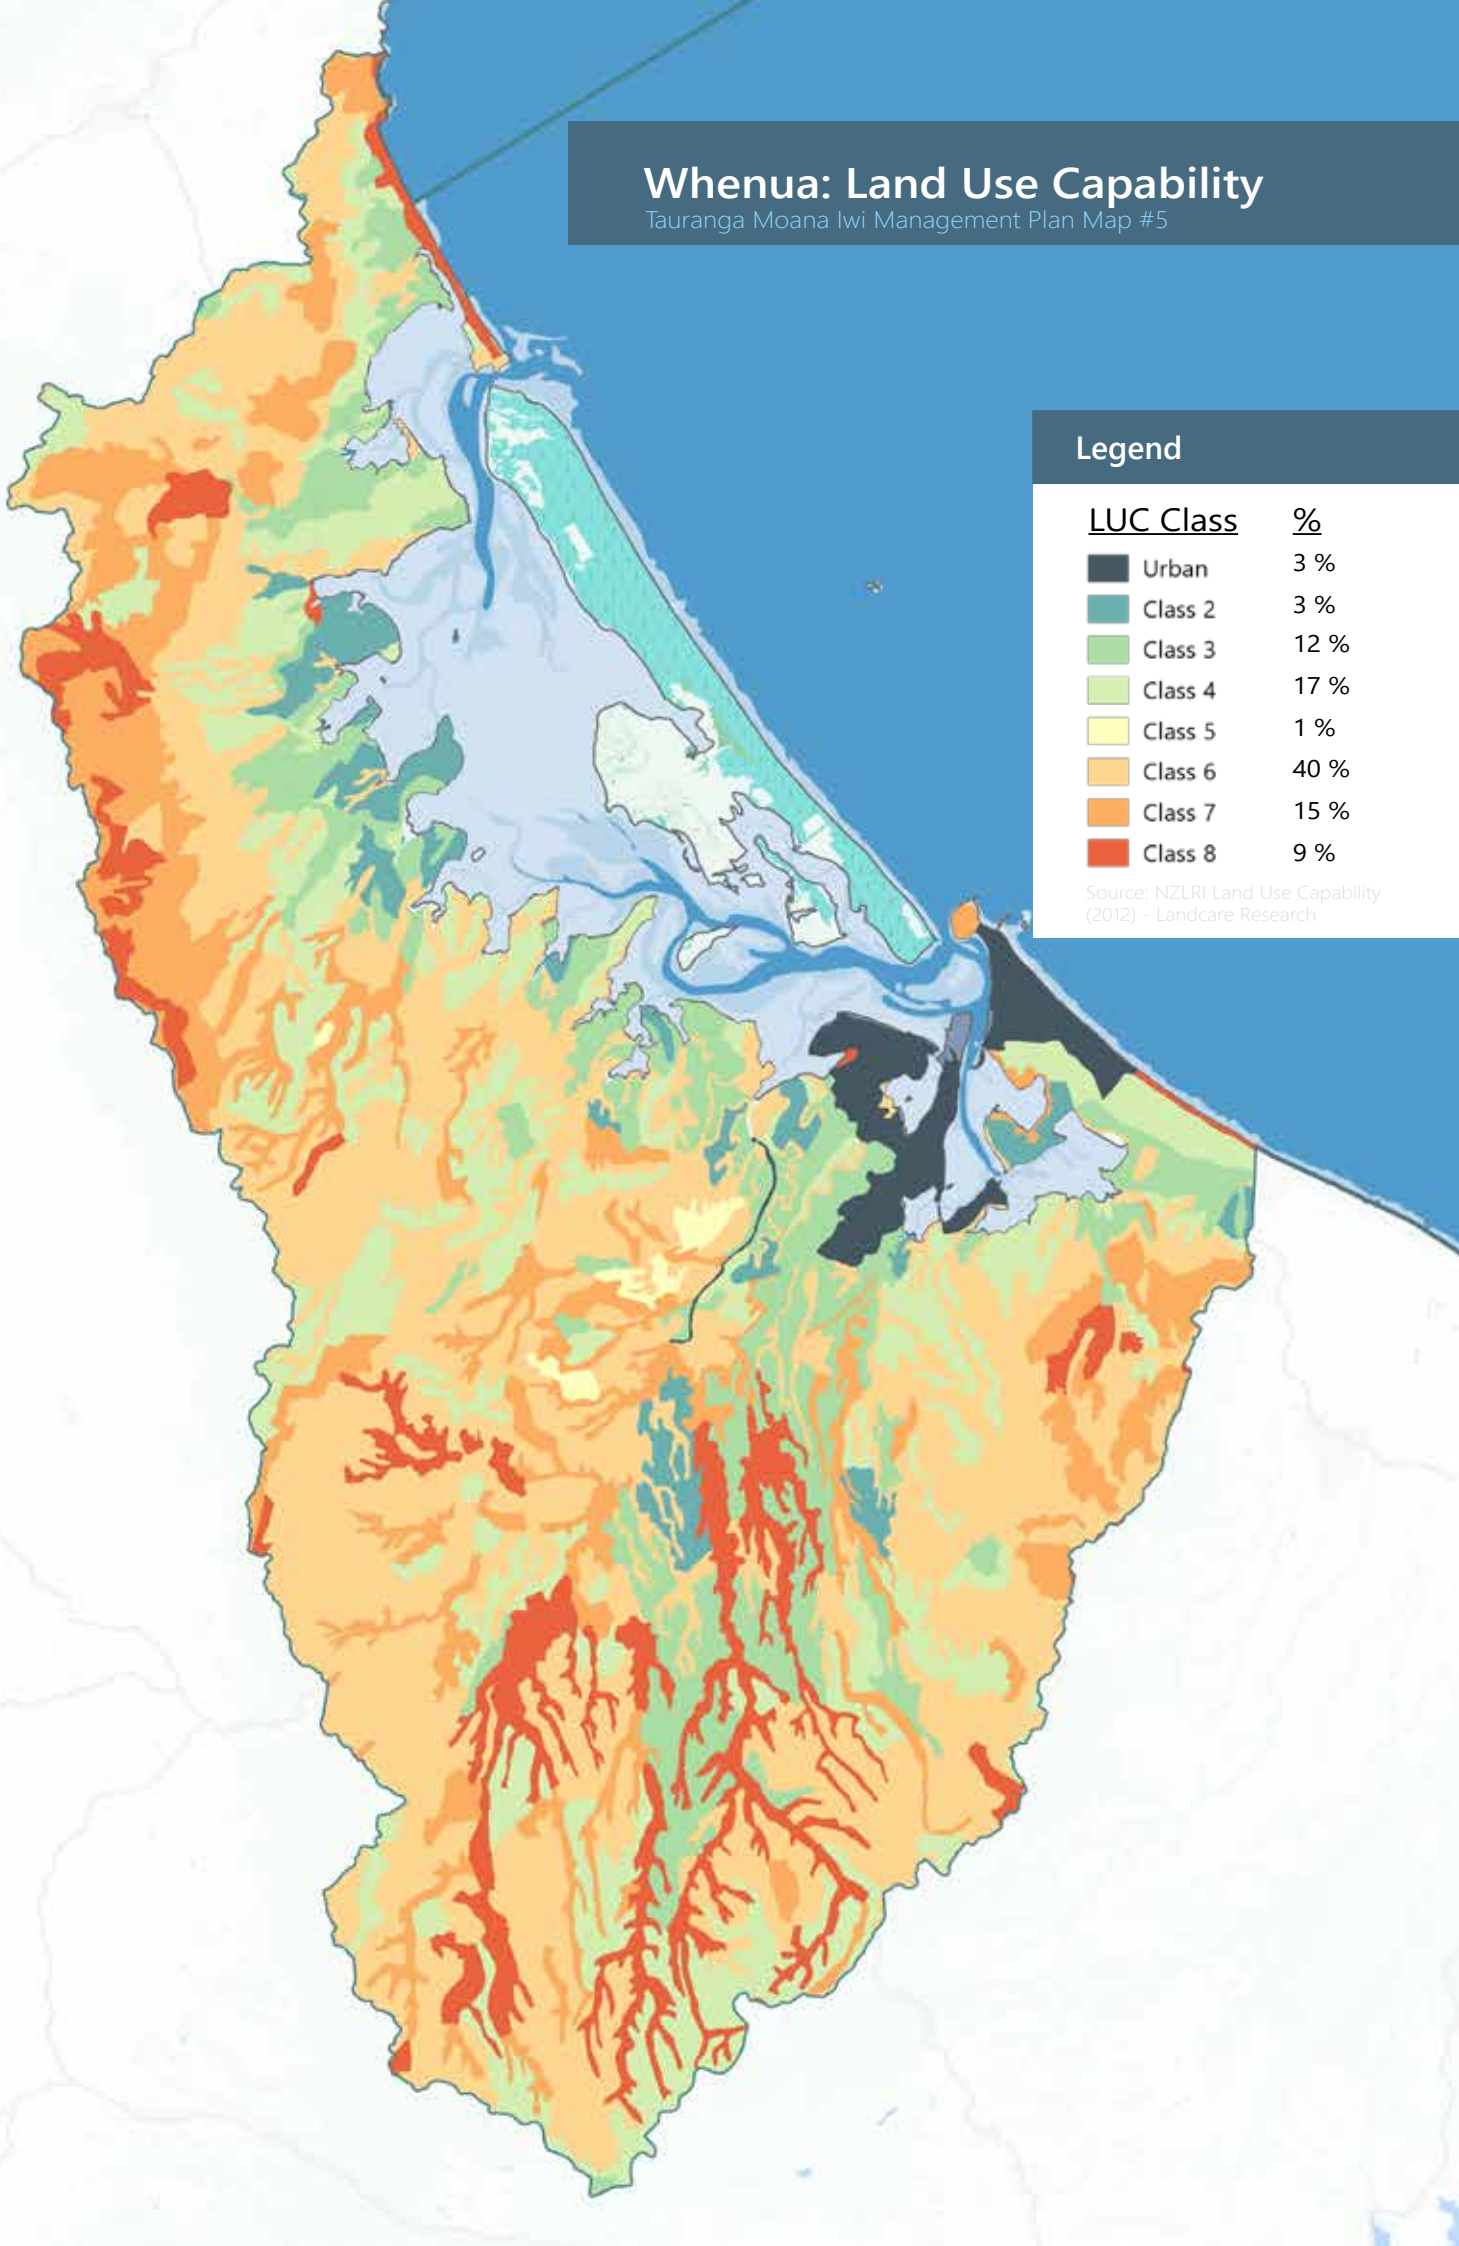 Whenua: Land Use Capability
Tauranga Moana Iwi Management Plan Map #5
Legend
LUC Class %
Urban 3 %
Class 2 3 %
Class 3 12 %
Class 4 17 %
Class 5 1 %
Class 6 40 %
Class 7 15 %
Class 8 9 %
Source: NZLRI Land Use Capability
(2012) - Landcare Research